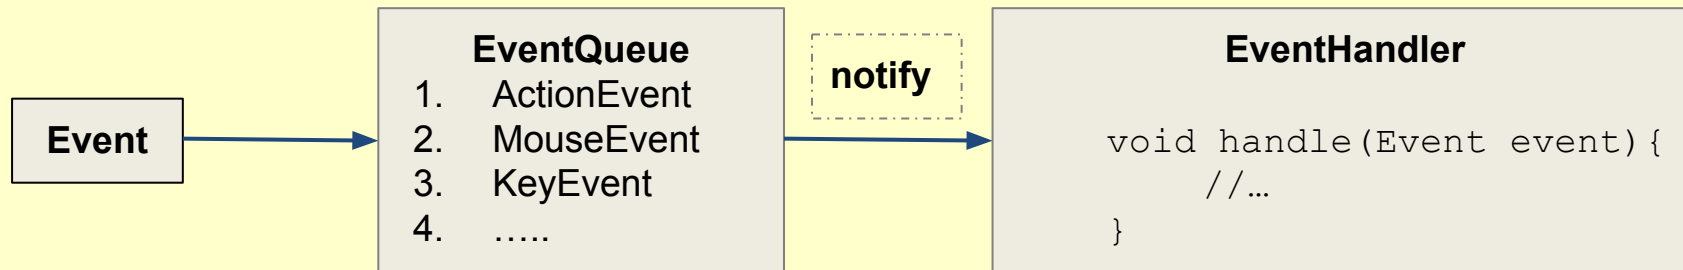 Event
EventQueue
1. ActionEvent
2. MouseEvent
3. KeyEvent
4. …..
notify
EventHandler
void handle(Event event){
//…
}